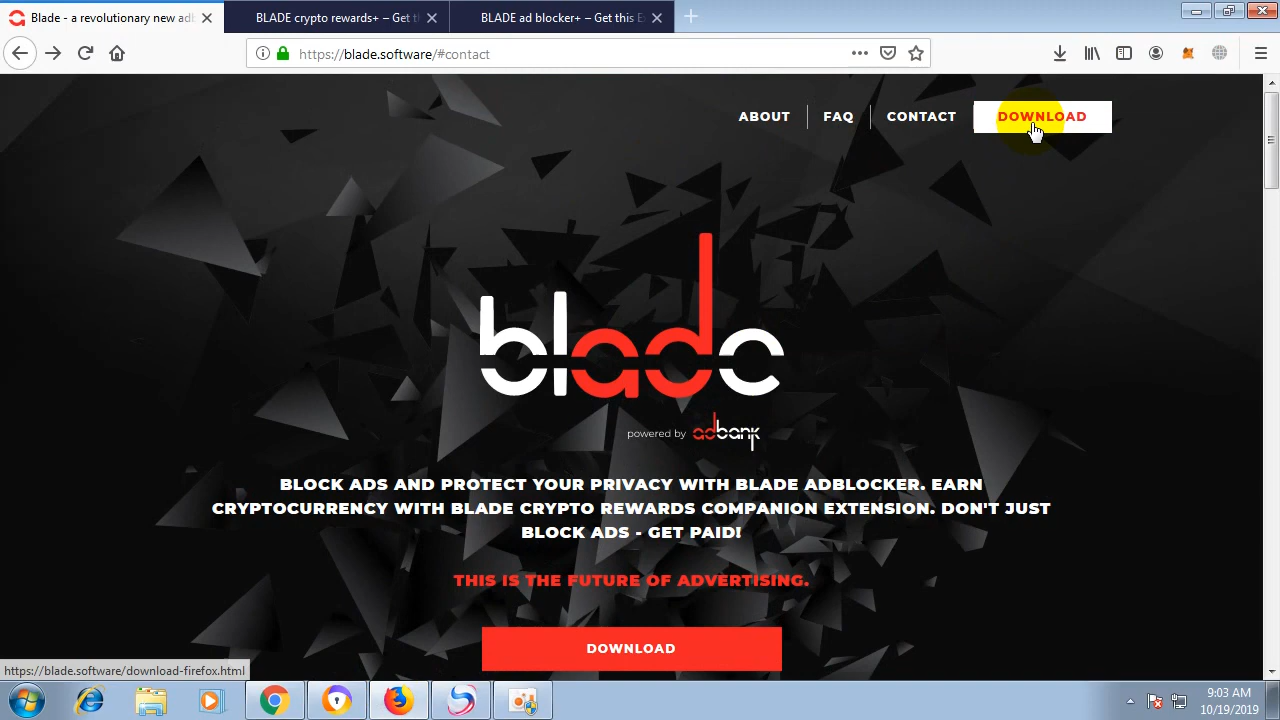 Blade - a revolutionary new ad
BLADE crypto rewards+ – Get t
BLADE ad blocker+ – Get this E
https://blade.software/#contact
ABOUT
FAQ
CONTACT
DOWNLOAD
blade
powered by adbank
BLOCK ADS AND PROTECT YOUR PRIVACY WITH BLADE ADBLOCKER. EARN
CRYPTOCURRENCY WITH BLADE CRYPTO REWARDS COMPANION EXTENSION. DON'T JUST
BLOCK ADS - GET PAID!
THIS IS THE FUTURE OF ADVERTISING.
DOWNLOAD
https://blade.software/download-firefox.html
9:03 AM
10/19/2019